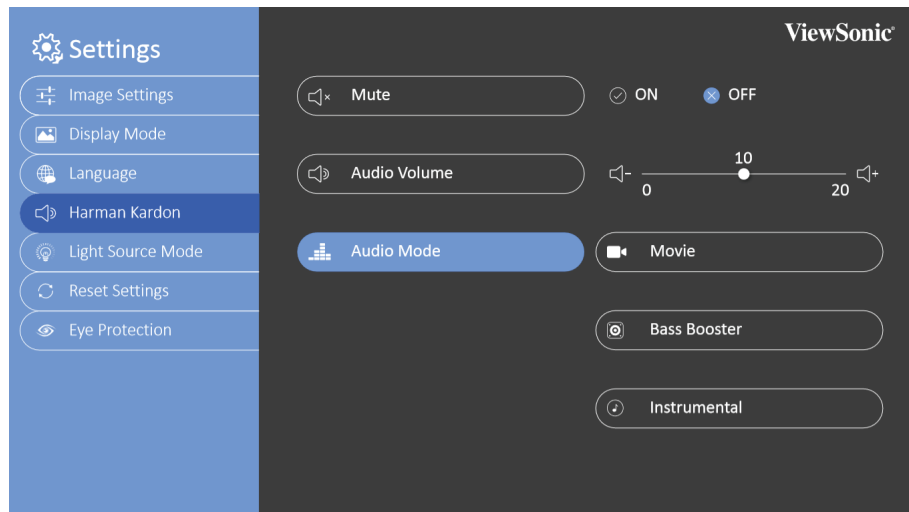 Settings
ViewSonic®
Image Settings
Display Mode
Language
Harman Kardon
Light Source Mode
Reset Settings
Eye Protection
Mute
ON
OFF
Audio Volume
-
10
+
0
20
Audio Mode
Movie
Bass Booster
Instrumental